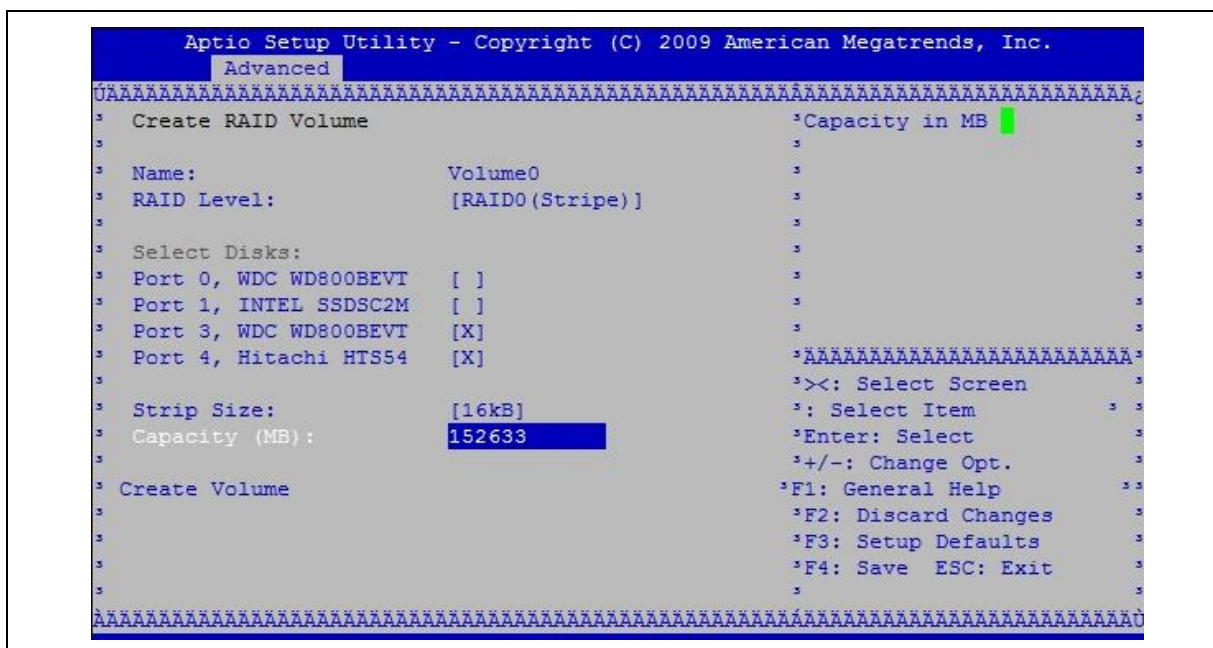 Aptio Setup Utility - Copyright (C) 2009 American Megatrends, Inc.
Advanced
Create RAID Volume
Capacity in MB
Name: Volume0
RAID Level: [RAID0(Stripe)]
Select Disks:
Port 0, WDC WD800BEVT [ ]
Port 1, INTEL SSDSC2M [ ]
Port 3, WDC WD800BEVT [X]
Port 4, Hitachi HTS54 [X]
><: Select Screen
Strip Size: [16kB]
: Select Item
Capacity (MB): 152633
Enter: Select
+/-: Change Opt.
Create Volume
F1: General Help
F2: Discard Changes
F3: Setup Defaults
F4: Save ESC: Exit